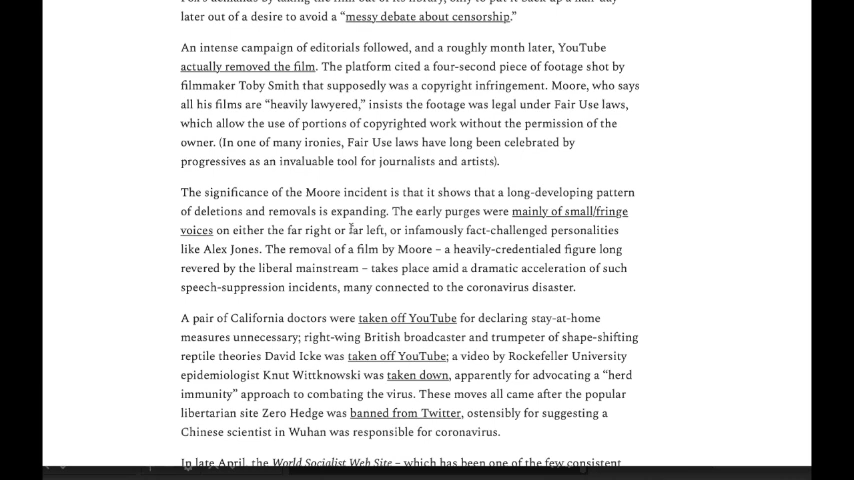 later out of a desire to avoid a “messy debate about censorship.”
An intense campaign of editorials followed, and a roughly month later, YouTube
actually removed the film. The platform cited a four-second piece of footage shot by
filmmaker Toby Smith that supposedly was a copyright infringement. Moore, who says
all his films are “heavily lawyered,” insists the footage was legal under Fair Use laws,
which allow the use of portions of copyrighted work without the permission of the
owner. (In one of many ironies, Fair Use laws have long been celebrated by
progressives as an invaluable tool for journalists and artists).
The significance of the Moore incident is that it shows that a long-developing pattern
of deletions and removals is expanding. The early purges were mainly of small/fringe
voices on either the far right or far left, or infamously fact-challenged personalities
like Alex Jones. The removal of a film by Moore – a heavily-credentialed figure long
revered by the liberal mainstream – takes place amid a dramatic acceleration of such
speech-suppression incidents, many connected to the coronavirus disaster.
A pair of California doctors were taken off YouTube for declaring stay-at-home
measures unnecessary; right-wing British broadcaster and trumpeter of shape-shifting
reptile theories David Icke was taken off YouTube; a video by Rockefeller University
epidemiologist Knut Wittknowski was taken down, apparently for advocating a “herd
immunity” approach to combating the virus. These moves all came after the popular
libertarian site Zero Hedge was banned from Twitter, ostensibly for suggesting a
Chinese scientist in Wuhan was responsible for coronavirus.
In late April, the World Socialist Web Site – which has been one of the few consistent